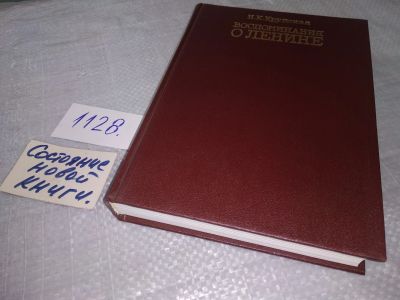 Н.К.Крупская
ВОСПОМИНАНИЯ
О ЛЕНИНЕ
1128.
Состояние
новой
книги.